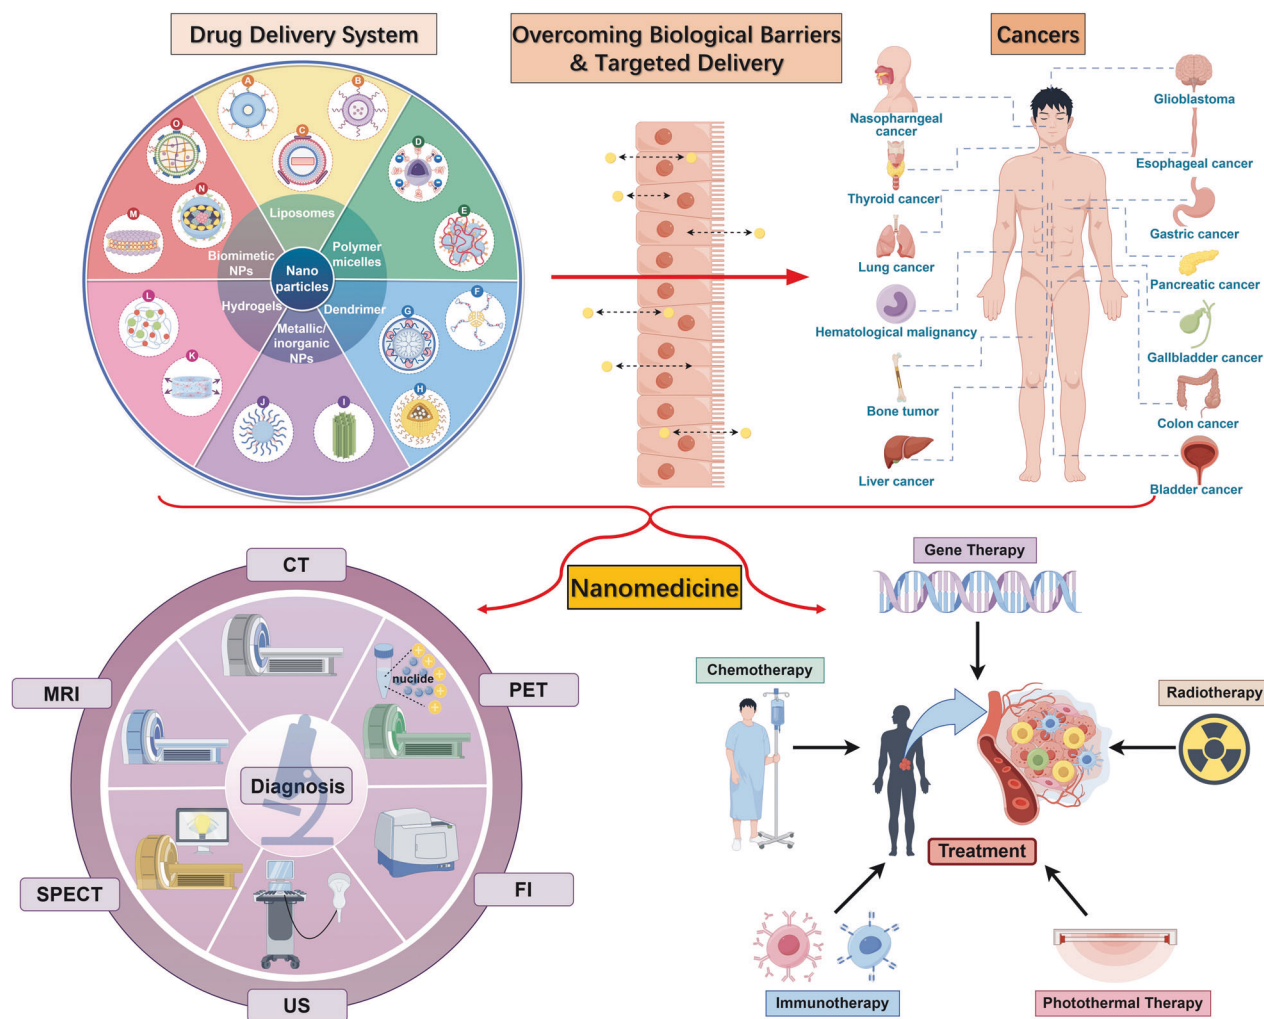 Drug Delivery System
Overcoming Biological Barriers
& Targeted Delivery
Cancers
A
B
C
D
E
F
G
H
I
J
K
L
M
N
O
Liposomes
Polymer
micelles
Dendrimer
Metallic/
inorganic
NPs
Hydrogels
Biomimetic
NPs
Nano
particles
Nasopharngeal
cancer
Thyroid cancer
Lung cancer
Hematological malignancy
Bone tumor
Liver cancer
Glioblastoma
Esophageal cancer
Gastric cancer
Pancreatic cancer
Gallbladder cancer
Colon cancer
Bladder cancer
Nanomedicine
CT
PET
nuclide
FI
US
SPECT
MRI
Diagnosis
Gene Therapy
Chemotherapy
Radiotherapy
Treatment
Immunotherapy
Photothermal Therapy